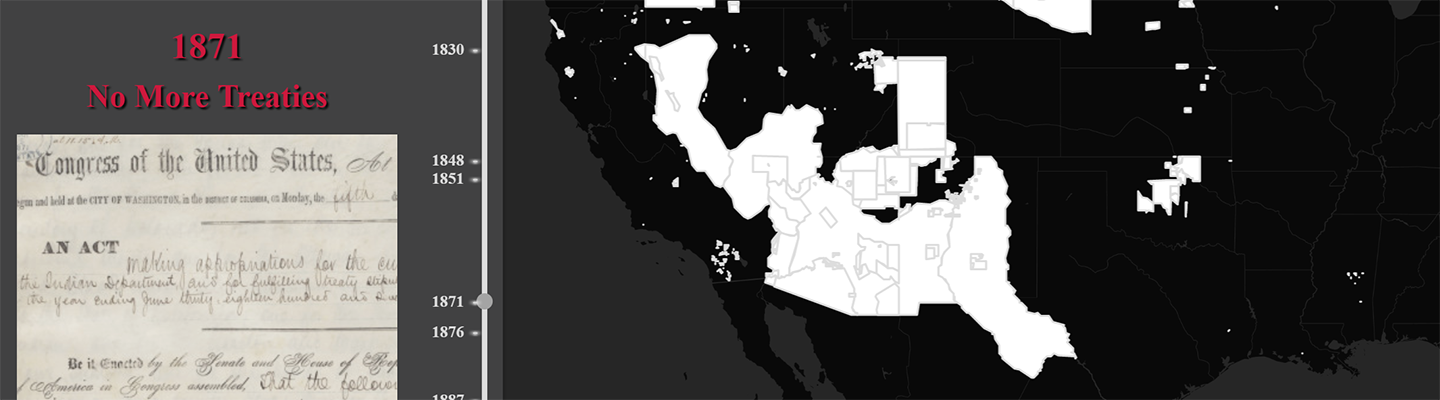 1871
No More Treaties
Congress of the United States,
egun and held at the CITY OF WASHINGTON, in the DISTRICT OF COLUMBIA, on Monday, the fifth
AN ACT
making appropriations for the cu
the Indian Department, and for fulfilling treaty stipu
the year ending June thirty, eighteen hundred and
Be it Enacted by the Senate and House of Rep
of America in Congress assembled, That the followi
1830
1848
1851
1871
1876
1887